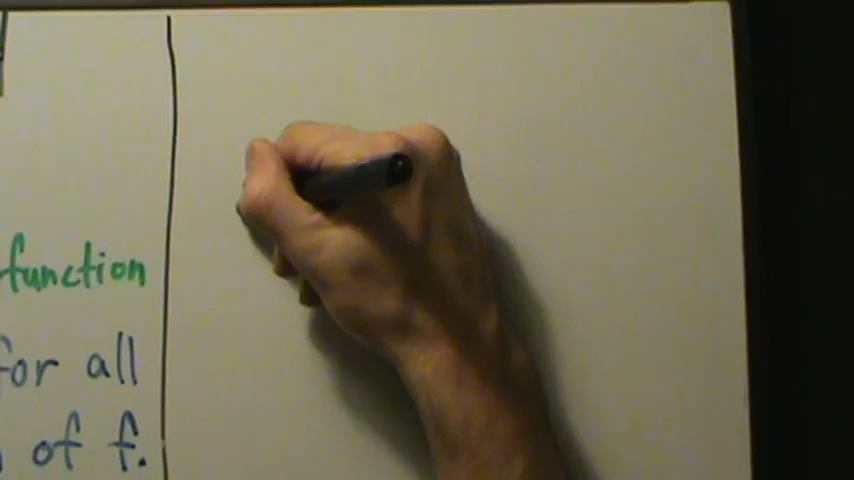 function
for all
of f.